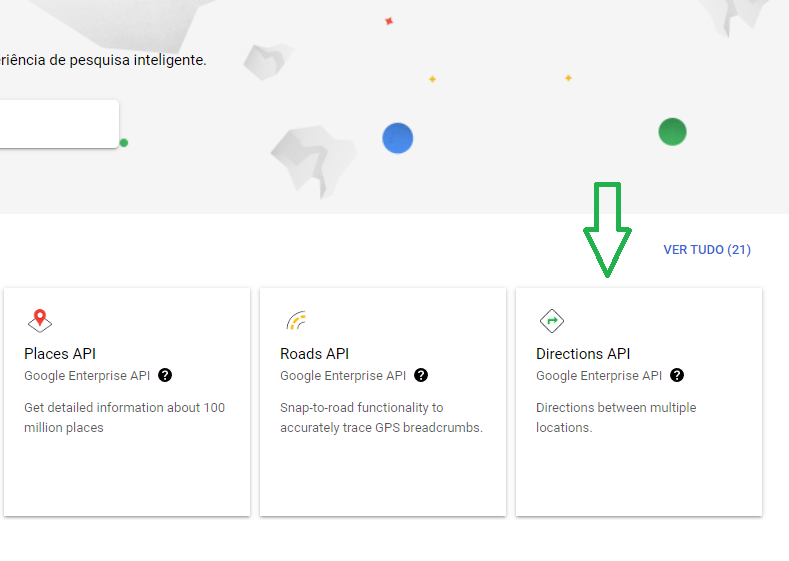 riência de pesquisa inteligente.
VER TUDO (21)
Places API
Google Enterprise API ?
Get detailed information about 100
million places
Roads API
Google Enterprise API ?
Snap-to-road functionality to
accurately trace GPS breadcrumbs.
Directions API
Google Enterprise API ?
Directions between multiple
locations.